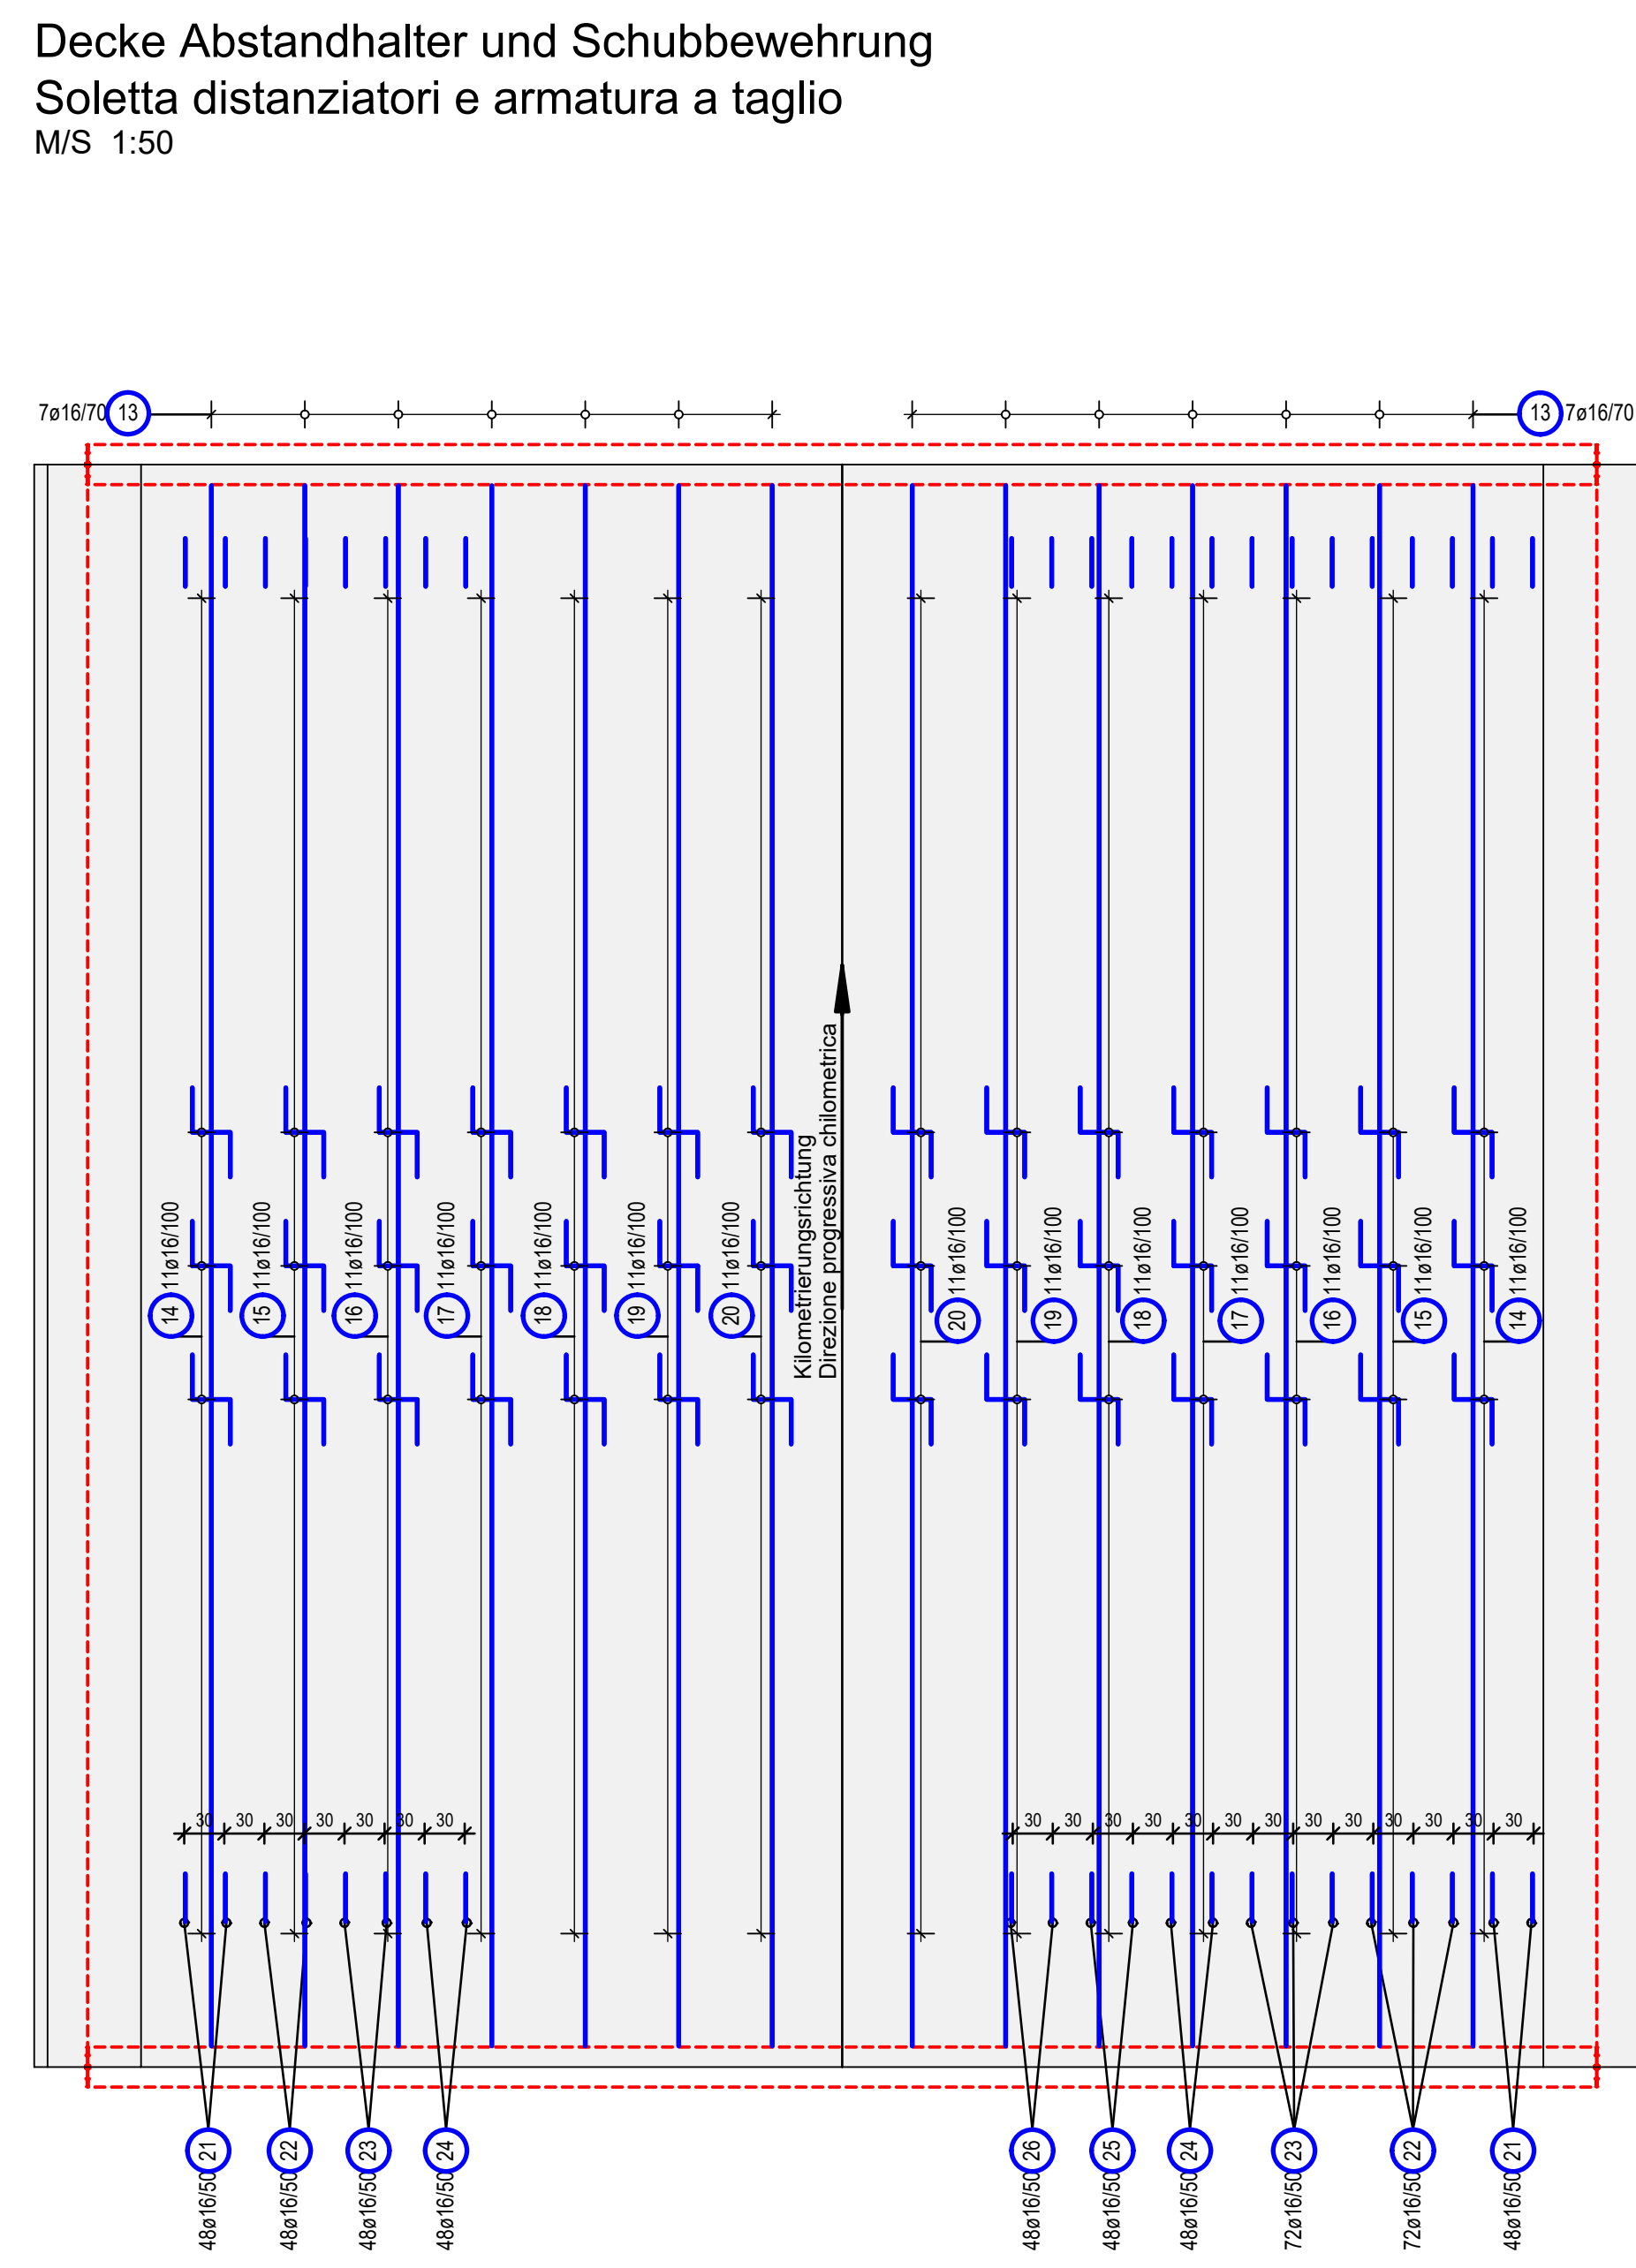 Decke Abstandhalter und Schubbewehrung
Soletta distanziatori e armatura a taglio
M/S 1:50
7ø16/70 13
13 7ø16/70
Kilometrierungsrichtung
Direzione progressiva chilometrica
14 11ø16/100
15 11ø16/100
16 11ø16/100
17 11ø16/100
18 11ø16/100
19 11ø16/100
20 11ø16/100
20 11ø16/100
19 11ø16/100
18 11ø16/100
17 11ø16/100
16 11ø16/100
15 11ø16/100
14 11ø16/100
30 30 30 30 30 30 30
30 30 30 30 30 30 30 30 30 30 30 30 30
48ø16/50 21
48ø16/50 22
48ø16/50 23
48ø16/50 24
48ø16/50 26
48ø16/50 25
48ø16/50 24
72ø16/50 23
72ø16/50 22
48ø16/50 21